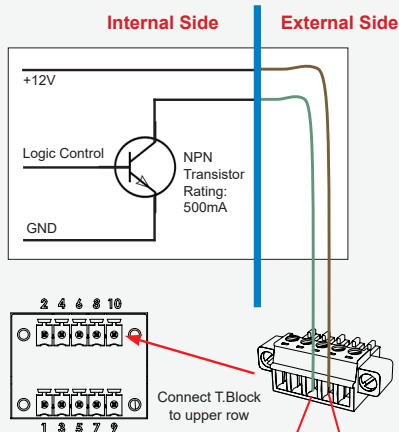 Internal Side
External Side
+12V
Logic Control
NPN
Transistor
Rating:
500mA
GND
2 4 6 8 10
1 3 5 7 9
Connect T.Block
to upper row